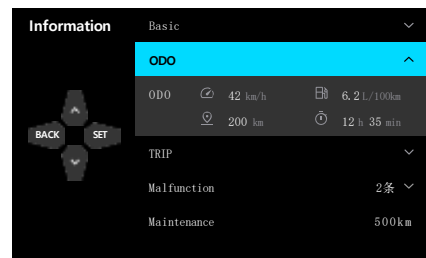 Information
Basic
ODO
ODO 42 km/h 6.2 L/100km
200 km 12 h 35 min
BACK SET
TRIP
Malfunction 2条
Maintenance 500km